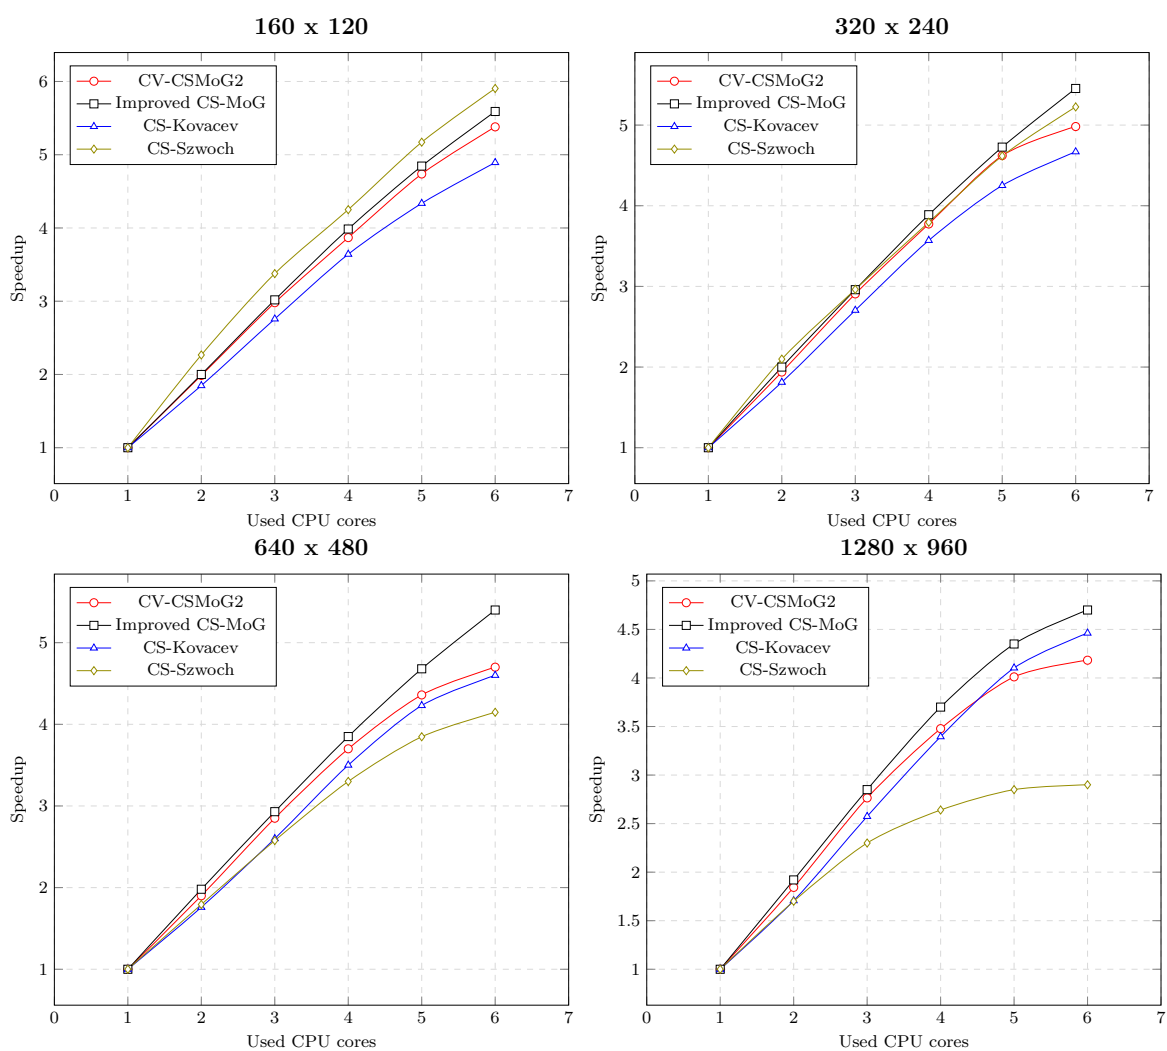 160 x 120
CV-CSMoG2
Improved CS-MoG
CS-Kovacev
CS-Szwoch
6
5
4
3
2
1
Speedup
0 1 2 3 4 5 6 7
Used CPU cores
320 x 240
CV-CSMoG2
Improved CS-MoG
CS-Kovacev
CS-Szwoch
5
4
3
2
1
Speedup
0 1 2 3 4 5 6 7
Used CPU cores
640 x 480
CV-CSMoG2
Improved CS-MoG
CS-Kovacev
CS-Szwoch
5
4
3
2
1
Speedup
0 1 2 3 4 5 6 7
Used CPU cores
1280 x 960
CV-CSMoG2
Improved CS-MoG
CS-Kovacev
CS-Szwoch
5
4.5
4
3.5
3
2.5
2
1.5
1
Speedup
0 1 2 3 4 5 6 7
Used CPU cores